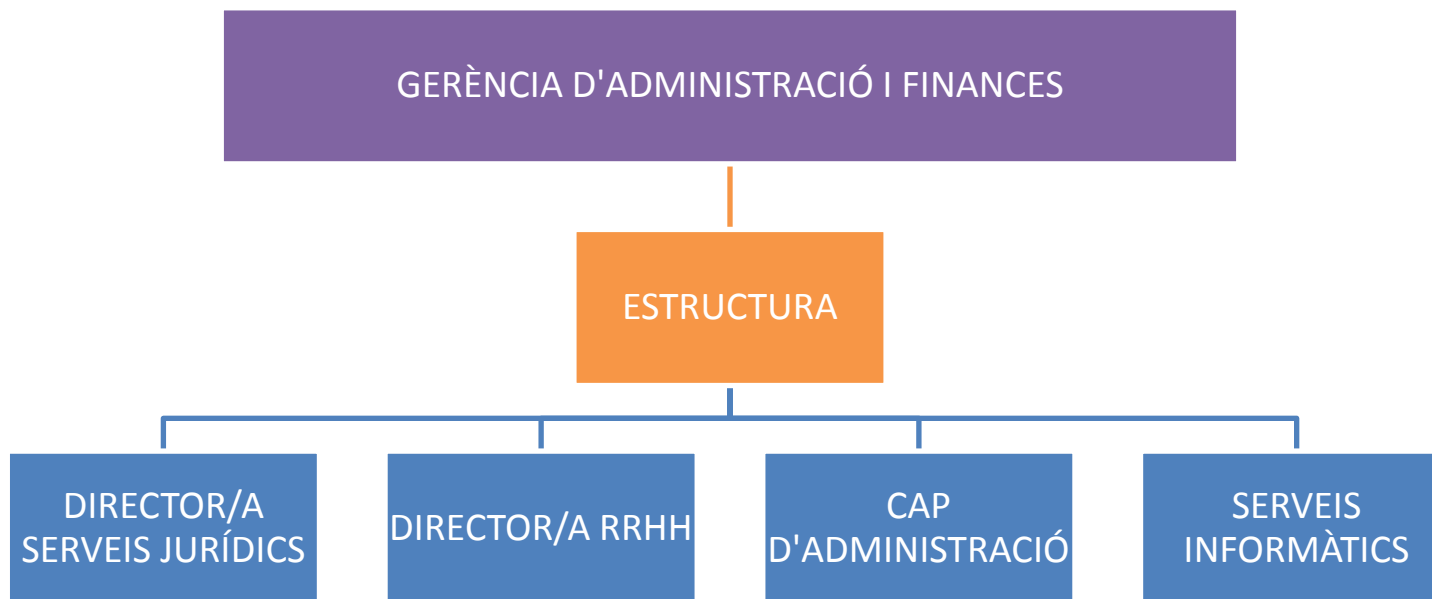 GERÈNCIA D'ADMINISTRACIÓ I FINANCES
ESTRUCTURA
DIRECTOR/A
SERVEIS JURÍDICS
DIRECTOR/A RRHH
CAP
D'ADMINISTRACIÓ
SERVEIS
INFORMÀTICS